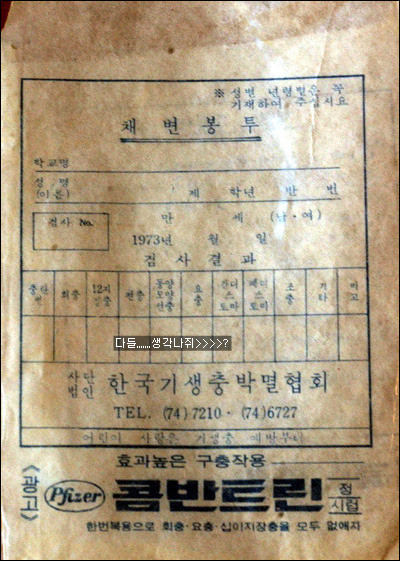 ※ 성명 년령별은 꼭
기재하여 주십시요
채변봉투
학교명
성명
(이름) 제 학년 반 번
검사 No. 만 세 (남·여)
1973년 월 일
검사결과
충란 회충 12지장충 편충 동양모양선충 요충 간디스토마 폐디스토마 조충 기타 비고
다들......생각나쥐>>>>?
사단법인 한국기생충박멸협회
TEL. (74)7210·(74)6727
어린이 사랑은 기생충 예방부터
효과높은 구충작용
<광고> Pfizer 콤반트린 정 시럽
한번복용으로 회충·요충·십이지장충을 모두 없애자